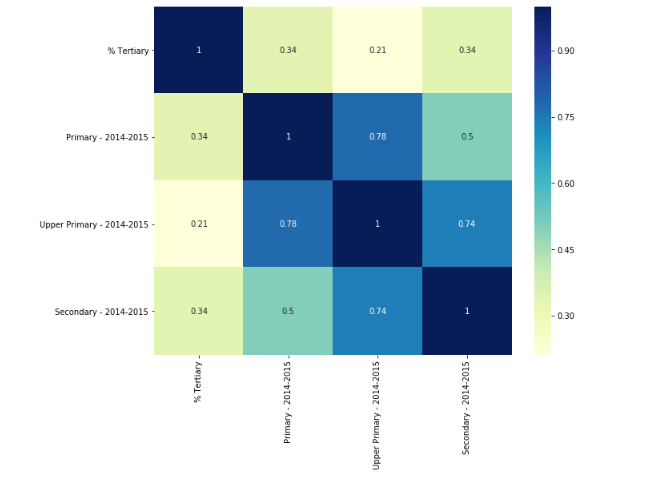 % Tertiary 1 0.34 0.21 0.34
Primary - 2014-2015 0.34 1 0.78 0.5
Upper Primary - 2014-2015 0.21 0.78 1 0.74
Secondary - 2014-2015 0.34 0.5 0.74 1
% Tertiary
Primary - 2014-2015
Upper Primary - 2014-2015
Secondary - 2014-2015
0.90
0.75
0.60
0.45
0.30